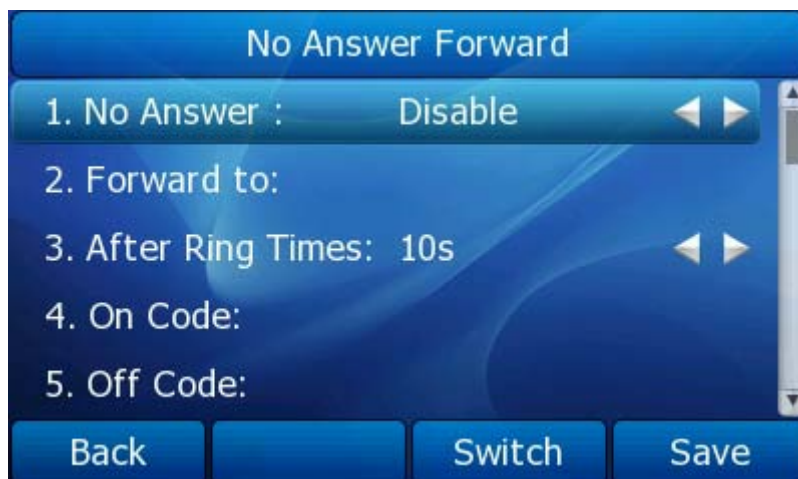 No Answer Forward
1. No Answer : Disable
2. Forward to:
3. After Ring Times: 10s
4. On Code:
5. Off Code:
Back Switch Save